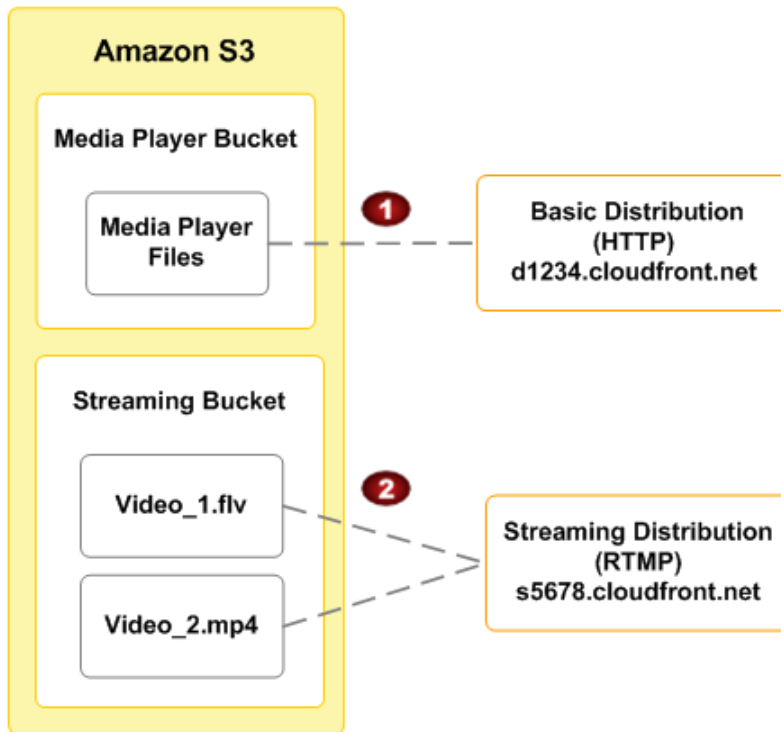 Amazon S3
Media Player Bucket
Media Player
Files
1
Basic Distribution
(HTTP)
d1234.cloudfront.net
Streaming Bucket
Video_1.flv
Video_2.mp4
2
Streaming Distribution
(RTMP)
s5678.cloudfront.net